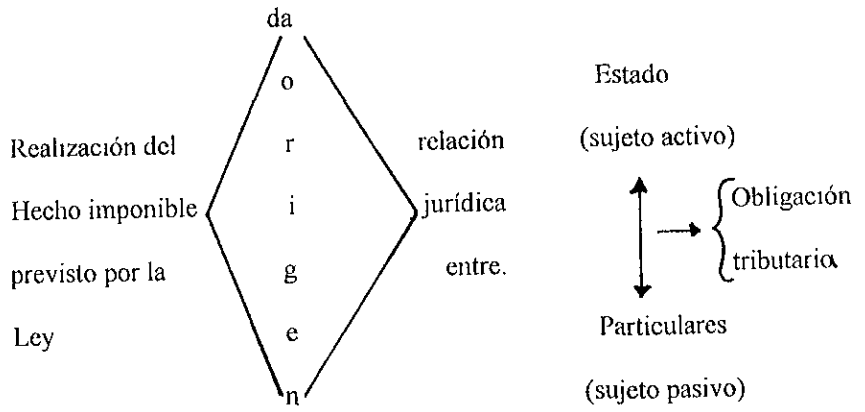 da
o
r
i
g
e
n
Realización del
Hecho imponible
previsto por la
Ley
relación
jurídica
entre.
Estado
(sujeto activo)
Obligación
tributaria
Particulares
(sujeto pasivo)